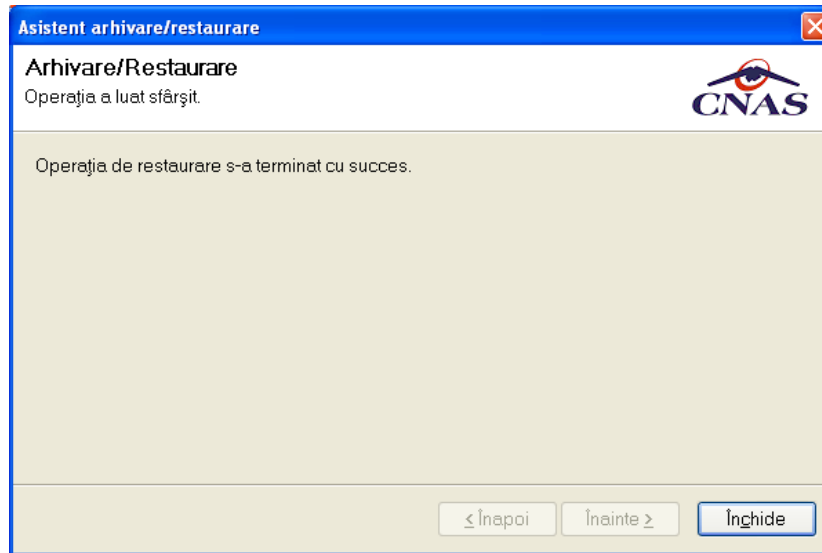 Asistent arhivare/restaurare
Arhivare/Restaurare
Operaţia a luat sfârşit.
CNAS
Operaţia de restaurare s-a terminat cu succes.
< Înapoi
Înainte >
Închide